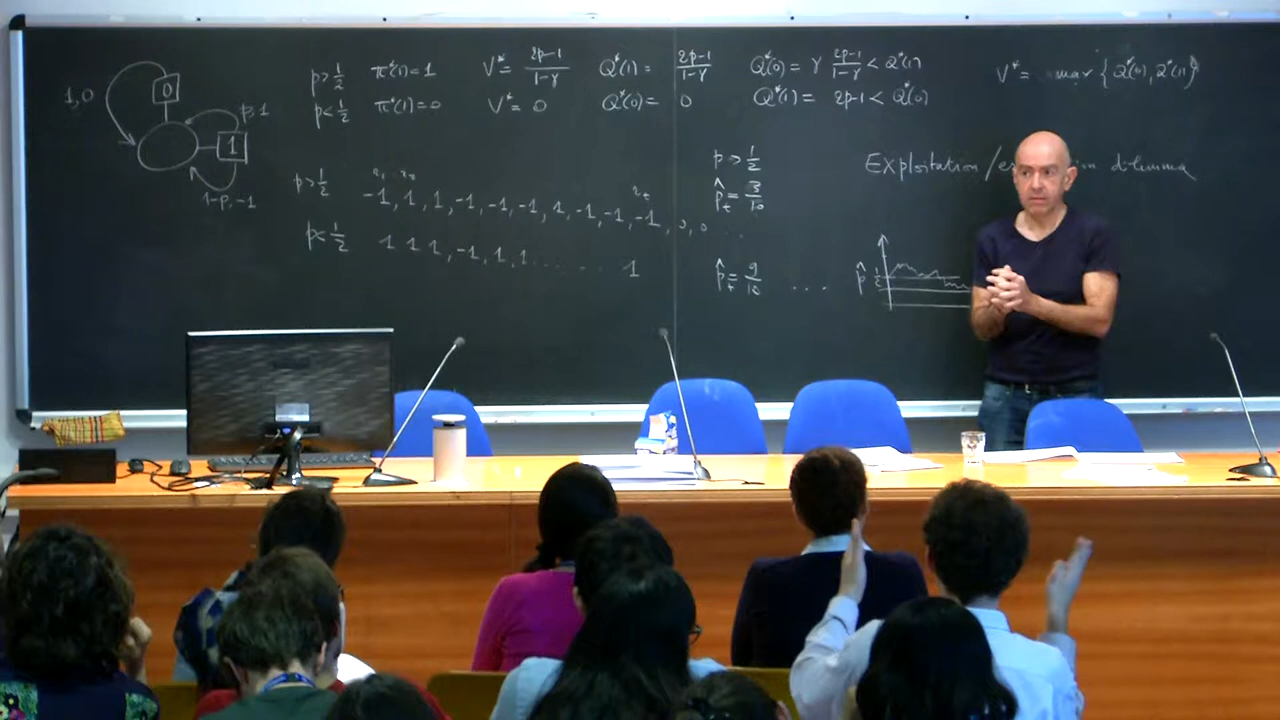 p>1/2 π*(1)=1 V*= 2p-1/1-γ Q*(1)= 2p-1/1-γ Q*(0)= γ 2p-1/1-γ < Q*(1)
p<1/2 π*(1)=0 V*= 0 Q*(0)= 0 Q*(1)= 2p-1 < Q*(0)
V*= max {Q*(0), Q*(1)}
1,0
0
p,1
1
1-p,-1
p>1/2 -1, 1, 1, -1, -1, -1, 1, -1, -1, -1, 0, 0 ...
p<1/2 1 1 1, -1, 1, 1 ...... 1
p>1/2
p̂t = 3/10
p̂t = 9/10 ....
Exploitation/ dilemma
p̂ 1/2